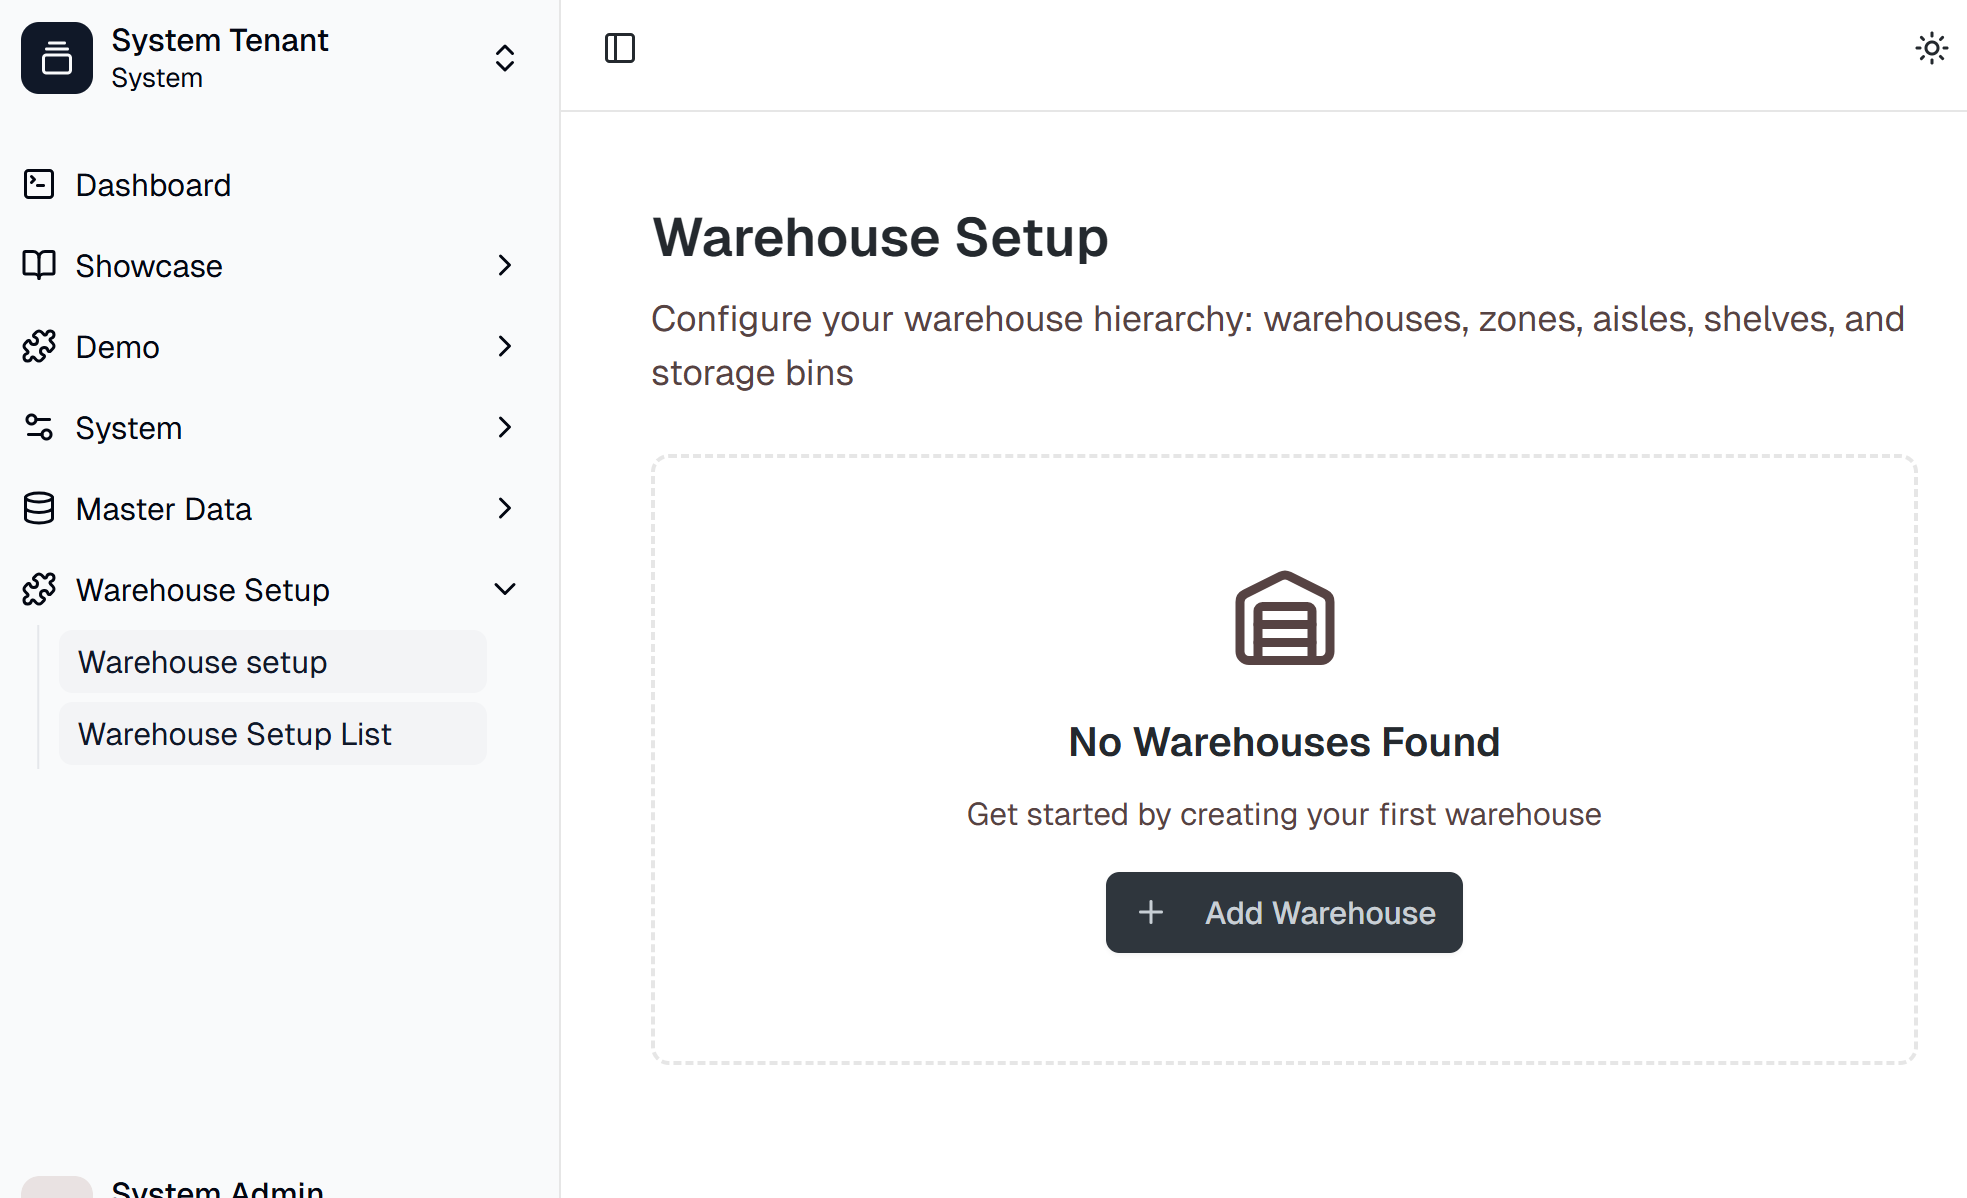 System Tenant
System
Dashboard
Showcase
Demo
System
Master Data
Warehouse Setup
Warehouse setup
Warehouse Setup List
System Admin
Warehouse Setup
Configure your warehouse hierarchy: warehouses, zones, aisles, shelves, and
storage bins
No Warehouses Found
Get started by creating your first warehouse
Add Warehouse